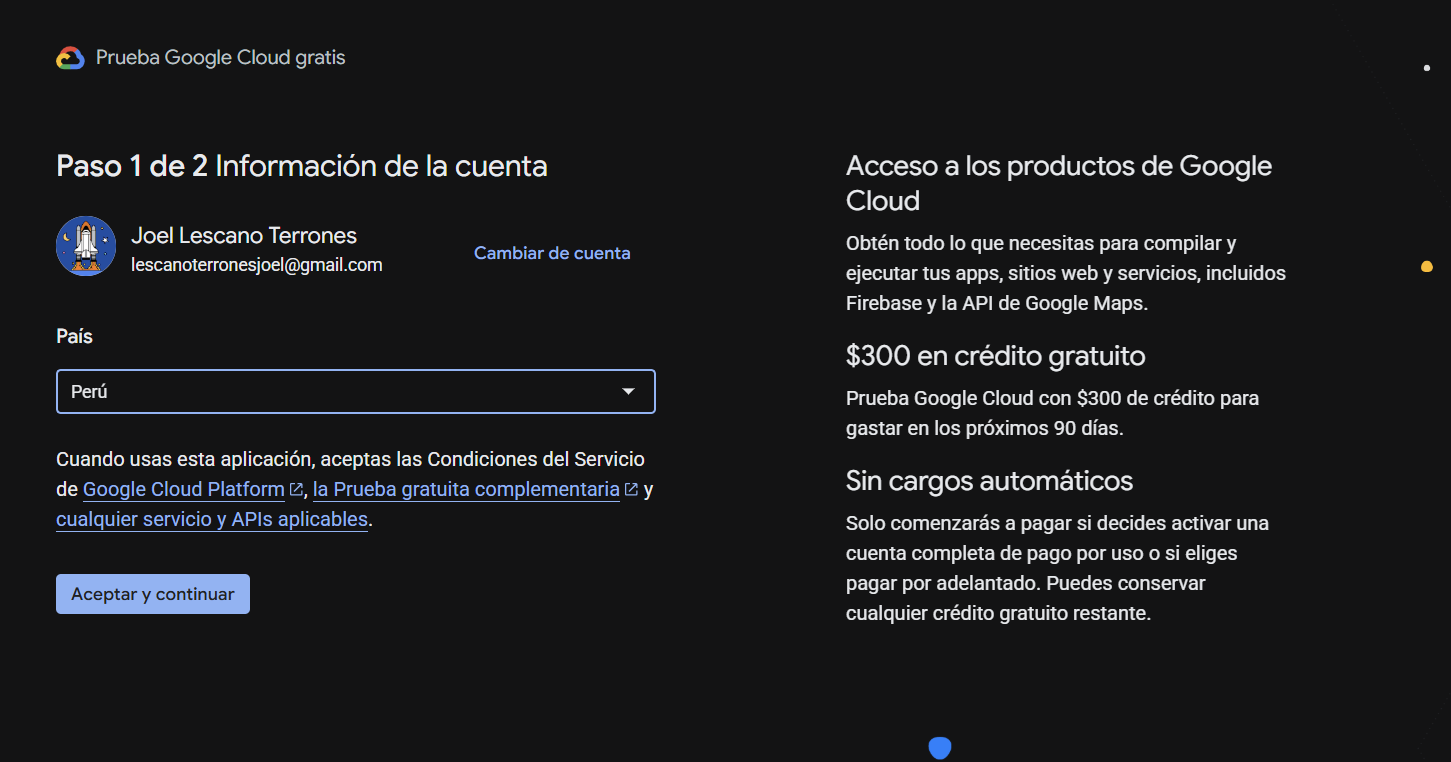 Prueba Google Cloud gratis
Paso 1 de 2 Información de la cuenta
Joel Lescano Terrones
lescanoterronesjoel@gmail.com
Cambiar de cuenta
País
Perú
Cuando usas esta aplicación, aceptas las Condiciones del Servicio
de Google Cloud Platform, la Prueba gratuita complementaria y
cualquier servicio y APIs aplicables.
Aceptar y continuar
Acceso a los productos de Google
Cloud
Obtén todo lo que necesitas para compilar y
ejecutar tus apps, sitios web y servicios, incluidos
Firebase y la API de Google Maps.
$300 en crédito gratuito
Prueba Google Cloud con $300 de crédito para
gastar en los próximos 90 días.
Sin cargos automáticos
Solo comenzarás a pagar si decides activar una
cuenta completa de pago por uso o si eliges
pagar por adelantado. Puedes conservar
cualquier crédito gratuito restante.